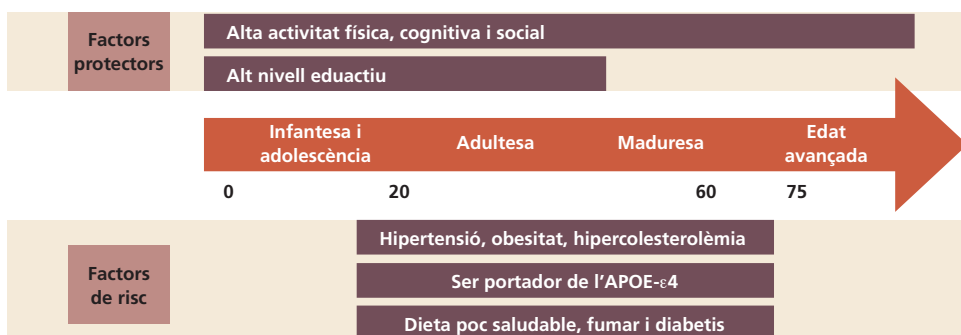 Factors
protectors
Alta activitat física, cognitiva i social
Alt nivell eduactiu
Infantesa i
adolescència
Adultesa
Maduresa
Edat
avançada
0
20
60
75
Factors
de risc
Hipertensió, obesitat, hipercolesterolèmia
Ser portador de l’APOE-ε4
Dieta poc saludable, fumar i diabetis